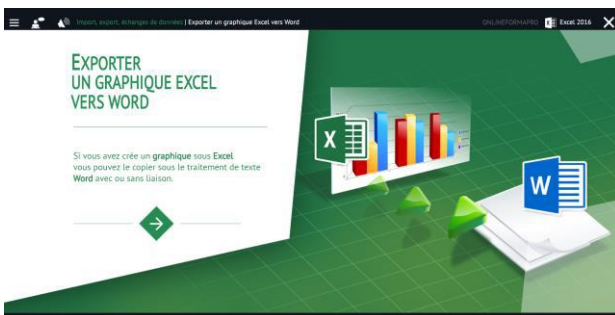 Import, export, échanges de données | Exporter un graphique Excel vers Word
ONLINEFORMAPRO
Excel 2016
EXPORTER
UN GRAPHIQUE EXCEL
VERS WORD
Si vous avez crée un graphique sous Excel
vous pouvez le copier sous le traitement de texte
Word avec ou sans liaison.
X
W